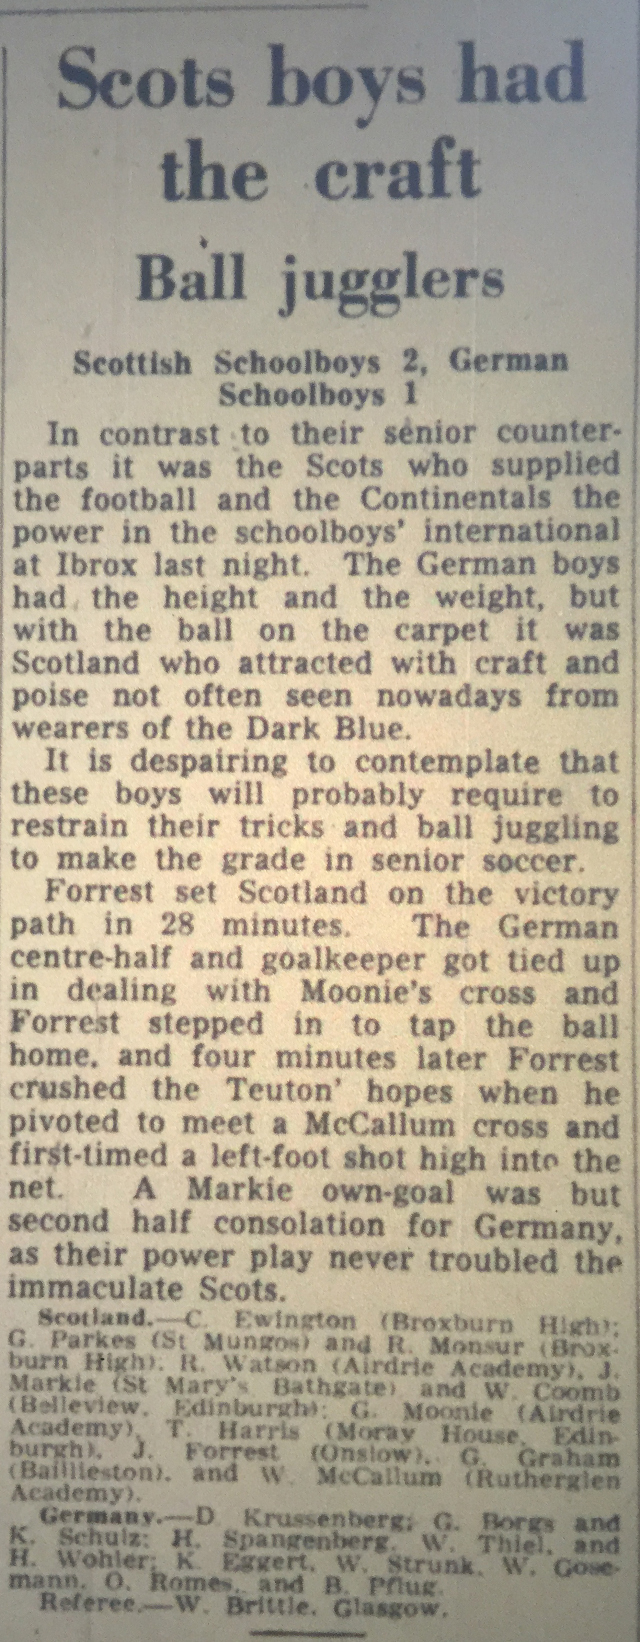 Scots boys had
the craft
Ball jugglers
Scottish Schoolboys 2, German
Schoolboys 1
In contrast to their senior counter-
parts it was the Scots who supplied
the football and the Continentals the
power in the schoolboys' international
at Ibrox last night. The German boys
had the height and the weight, but
with the ball on the carpet it was
Scotland who attracted with craft and
poise not often seen nowadays from
wearers of the Dark Blue.
It is despairing to contemplate that
these boys will probably require to
restrain their tricks and ball juggling
to make the grade in senior soccer.
Forrest set Scotland on the victory
path in 28 minutes. The German
centre-half and goalkeeper got tied up
in dealing with Moonie's cross and
Forrest stepped in to tap the ball
home, and four minutes later Forrest
crushed the Teuton' hopes when he
pivoted to meet a McCallum cross and
first-timed a left-foot shot high into the
net. A Markie own-goal was but
second half consolation for Germany,
as their power play never troubled the
immaculate Scots.
Scotland.—C. Ewington (Broxburn High);
G. Parkes (St Mungos) and R. Monsur (Brox-
burn High). R. Watson (Airdrie Academy), J.
Markie (St Mary's Bathgate) and W. Coomb
(Belleview, Edinburgh); G. Moonie (Airdrie
Academy), T. Harris (Moray House, Edin-
burgh), J. Forrest (Onslow), G. Graham
(Baillieston), and W. McCallum (Rutherglen
Academy).
Germany.—D Krussenberg; G. Borgs and
K. Schulz; H. Spangenberg, W. Thiel, and
H. Wohler; K. Eggert, W. Strunk, W. Gose-
mann, O. Romes, and B. Pflug.
Referee.—W. Brittle, Glasgow.